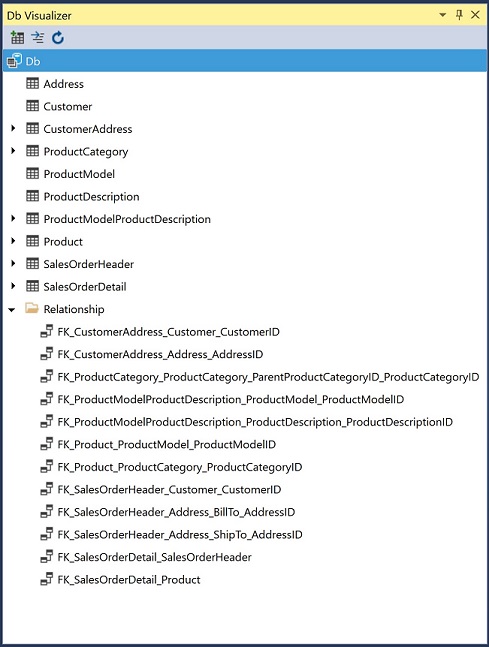 Db Visualizer
Db
Address
Customer
CustomerAddress
ProductCategory
ProductModel
ProductDescription
ProductModelProductDescription
Product
SalesOrderHeader
SalesOrderDetail
Relationship
FK_CustomerAddress_Customer_CustomerID
FK_CustomerAddress_Address_AddressID
FK_ProductCategory_ProductCategory_ParentProductCategoryID_ProductCategoryID
FK_ProductModelProductDescription_ProductModel_ProductModelID
FK_ProductModelProductDescription_ProductDescription_ProductDescriptionID
FK_Product_ProductModel_ProductModelID
FK_Product_ProductCategory_ProductCategoryID
FK_SalesOrderHeader_Customer_CustomerID
FK_SalesOrderHeader_Address_BillTo_AddressID
FK_SalesOrderHeader_Address_ShipTo_AddressID
FK_SalesOrderDetail_SalesOrderHeader
FK_SalesOrderDetail_Product